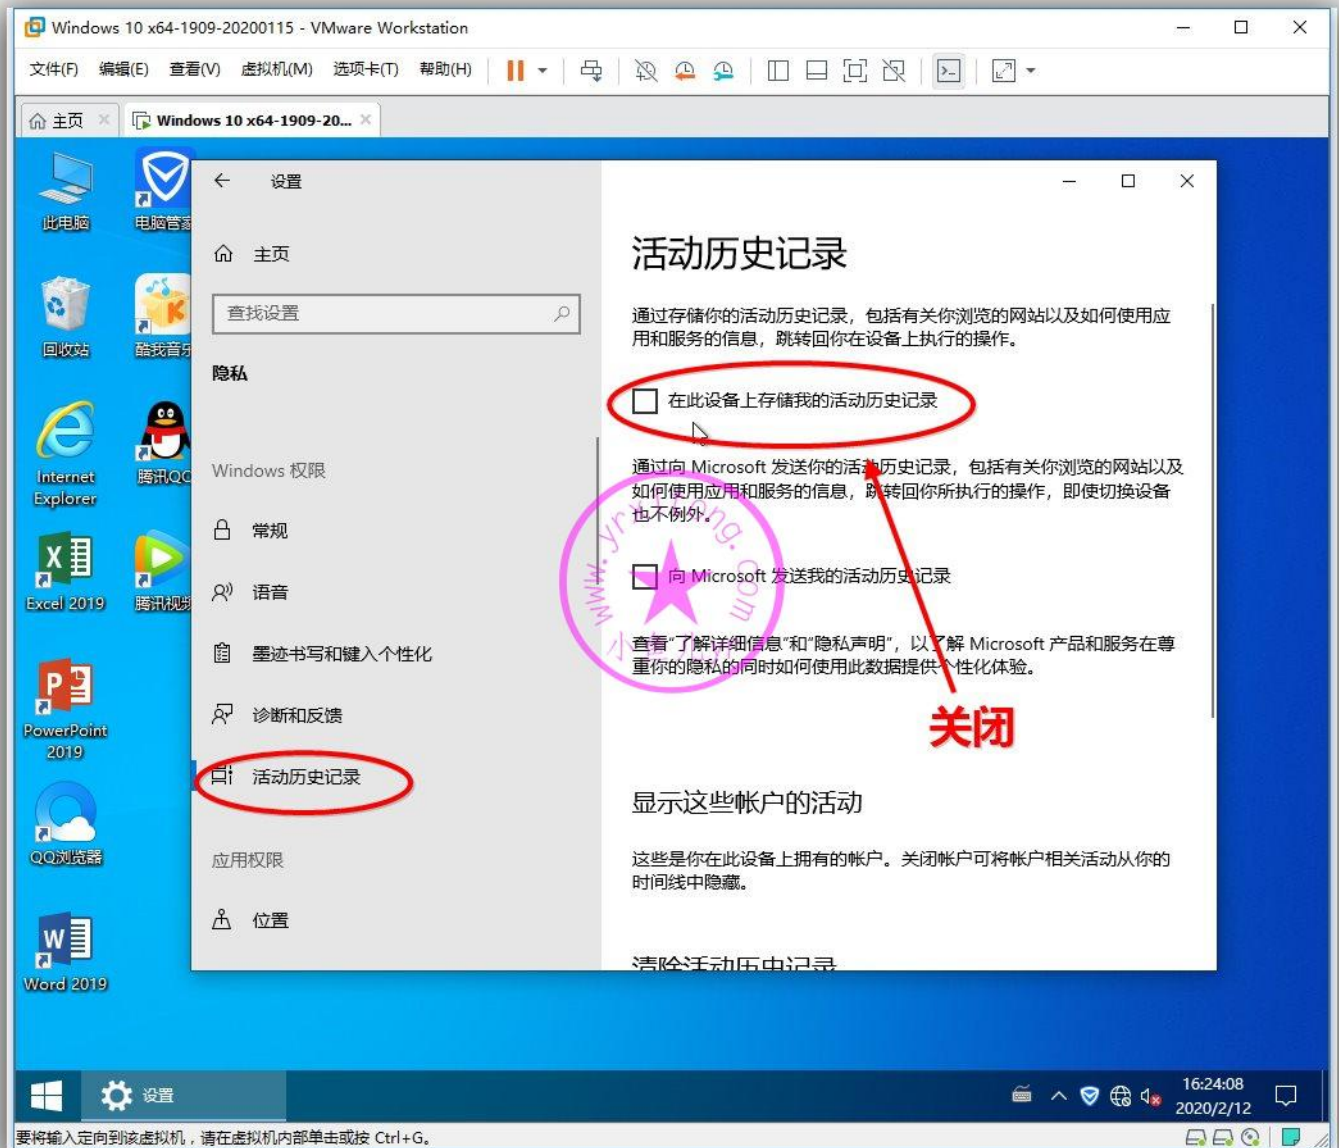 Windows 10 x64-1909-20200115 - VMware Workstation
文件(F) 编辑(E) 查看(V) 虚拟机(M) 选项卡(T) 帮助(H)
主页
Windows 10 x64-1909-20...
此电脑
电脑管家
回收站
酷我音乐
Internet
Explorer
腾讯QQ
Excel 2019
腾讯视频
PowerPoint
2019
QQ浏览器
Word 2019
设置
主页
查找设置
隐私
Windows 权限
常规
语音
墨迹书写和键入个性化
诊断和反馈
活动历史记录
应用权限
位置
活动历史记录
通过存储你的活动历史记录，包括有关你浏览的网站以及如何使用应
用和服务的信息，跳转回你在设备上执行的操作。
在此设备上存储我的活动历史记录
通过向 Microsoft 发送你的活动历史记录，包括有关你浏览的网站以及
如何使用应用和服务的信息，跳转回你所执行的操作，即使切换设备
也不例外。
向 Microsoft 发送我的活动历史记录
查看“了解详细信息”和“隐私声明”，以了解 Microsoft 产品和服务在尊
重你的隐私的同时如何使用此数据提供个性化体验。
关闭
显示这些帐户的活动
这些是你在此设备上拥有的帐户。关闭帐户可将帐户相关活动从你的
时间线中隐藏。
清除活动历史记录
www.yrxitong.com
设置
16:24:08
2020/2/12
要将输入定向到该虚拟机，请在虚拟机内部单击或按 Ctrl+G。